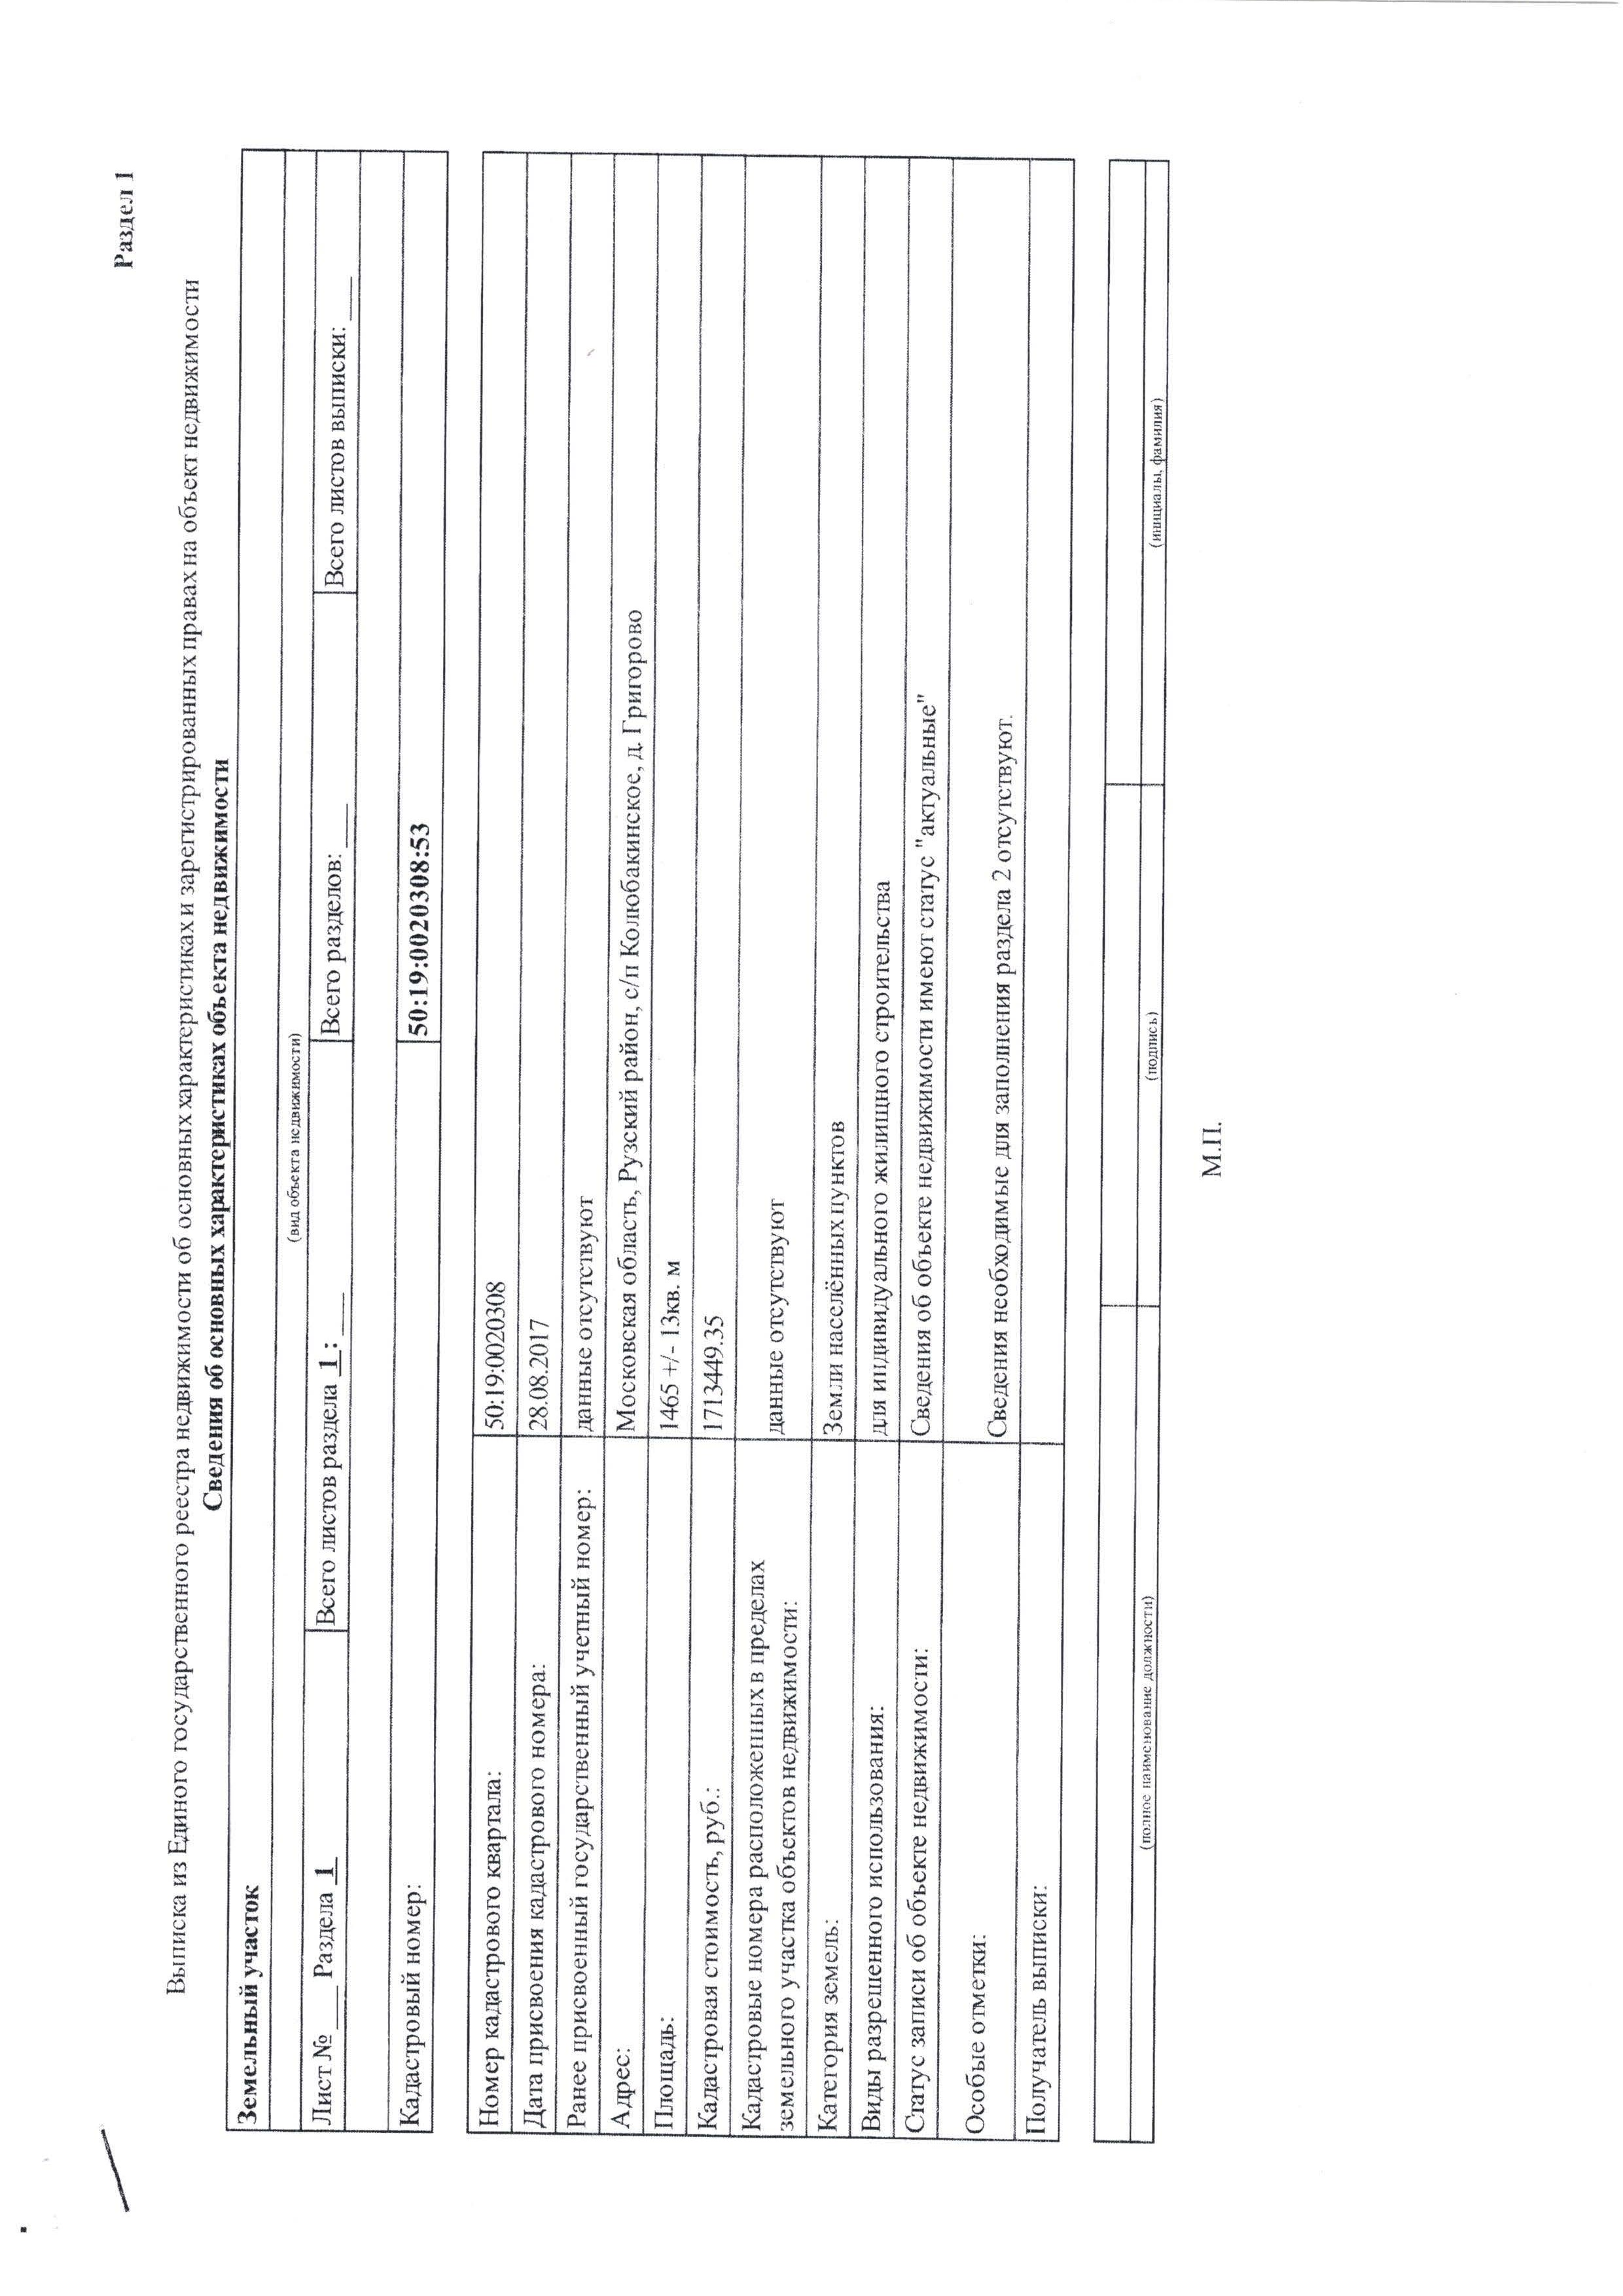 Раздел 1
Выписка из Единого государственного реестра недвижимости об основных характеристиках и зарегистрированных правах на объект недвижимости
Сведения об основных характеристиках объекта недвижимости
Земельный участок
(вид объекта недвижимости)
Лист № ___ Раздела 1 Всего листов раздела 1 : ___ Всего разделов: ___ Всего листов выписки: ___
Кадастровый номер: 50:19:0020308:53
Номер кадастрового квартала: 50:19:0020308
Дата присвоения кадастрового номера: 28.08.2017
Ранее присвоенный государственный учетный номер: данные отсутствуют
Адрес: Московская область, Рузский район, с/п Колюбакинское, д. Григорово
Площадь: 1465 +/- 13кв. м
Кадастровая стоимость, руб.: 1713449.35
Кадастровые номера расположенных в пределах
земельного участка объектов недвижимости: данные отсутствуют
Категория земель: Земли населённых пунктов
Виды разрешенного использования: для индивидуального жилищного строительства
Статус записи об объекте недвижимости: Сведения об объекте недвижимости имеют статус "актуальные"
Особые отметки: Сведения необходимые для заполнения раздела 2 отсутствуют.
Получатель выписки:
(полное наименование должности) (подпись) (инициалы, фамилия)
М.П.